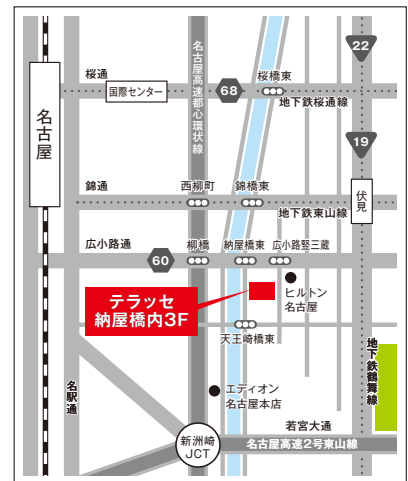 22
桜通
国際センター
68
桜橋東
地下鉄桜通線
名古屋高速都心環状線
名古屋
19
錦通
西柳町
錦橋東
伏見
地下鉄東山線
広小路通
柳橋
納屋橋東
広小路竪三蔵
60
テラッセ
納屋橋内3F
ヒルトン
名古屋
天王崎橋東
地下鉄鶴舞線
名駅通
エディオン
名古屋本店
若宮大通
新洲崎
JCT
名古屋高速2号東山線